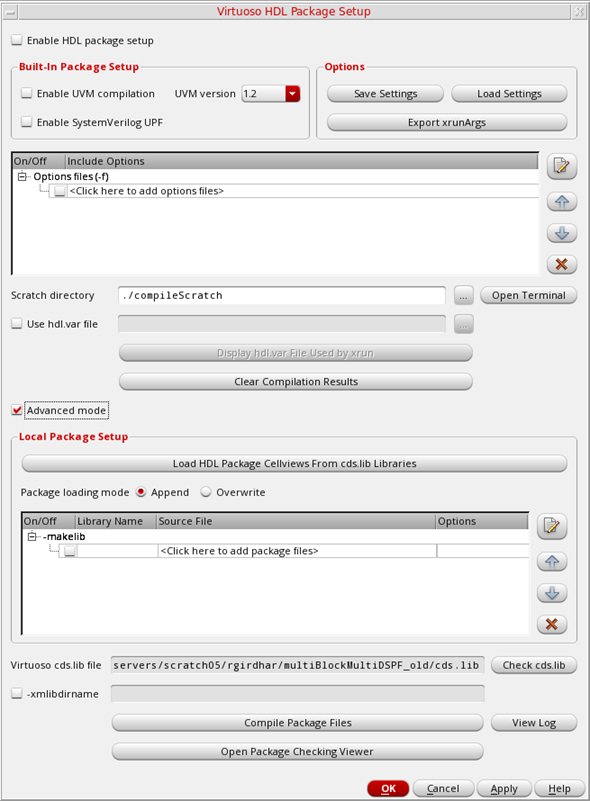 Virtuoso HDL Package Setup
Enable HDL package setup
Built-In Package Setup
Options
Enable UVM compilation UVM version 1.2
Save Settings Load Settings
Enable SystemVerilog UPF
Export xrunArgs
On/Off Include Options
Options files (-f)
<Click here to add options files>
Scratch directory ./compileScratch ... Open Terminal
Use hdl.var file ...
Display hdl.var File Used by xrun
Clear Compilation Results
Advanced mode
Local Package Setup
Load HDL Package Cellviews From cds.lib Libraries
Package loading mode Append Overwrite
On/Off Library Name Source File Options
-makelib
<Click here to add package files>
Virtuoso cds.lib file servers/scratch05/rgirdhar/multiBlockMultiDSPF_old/cds.lib Check cds.lib
-xmlibdirname
Compile Package Files View Log
Open Package Checking Viewer
OK Cancel Apply Help